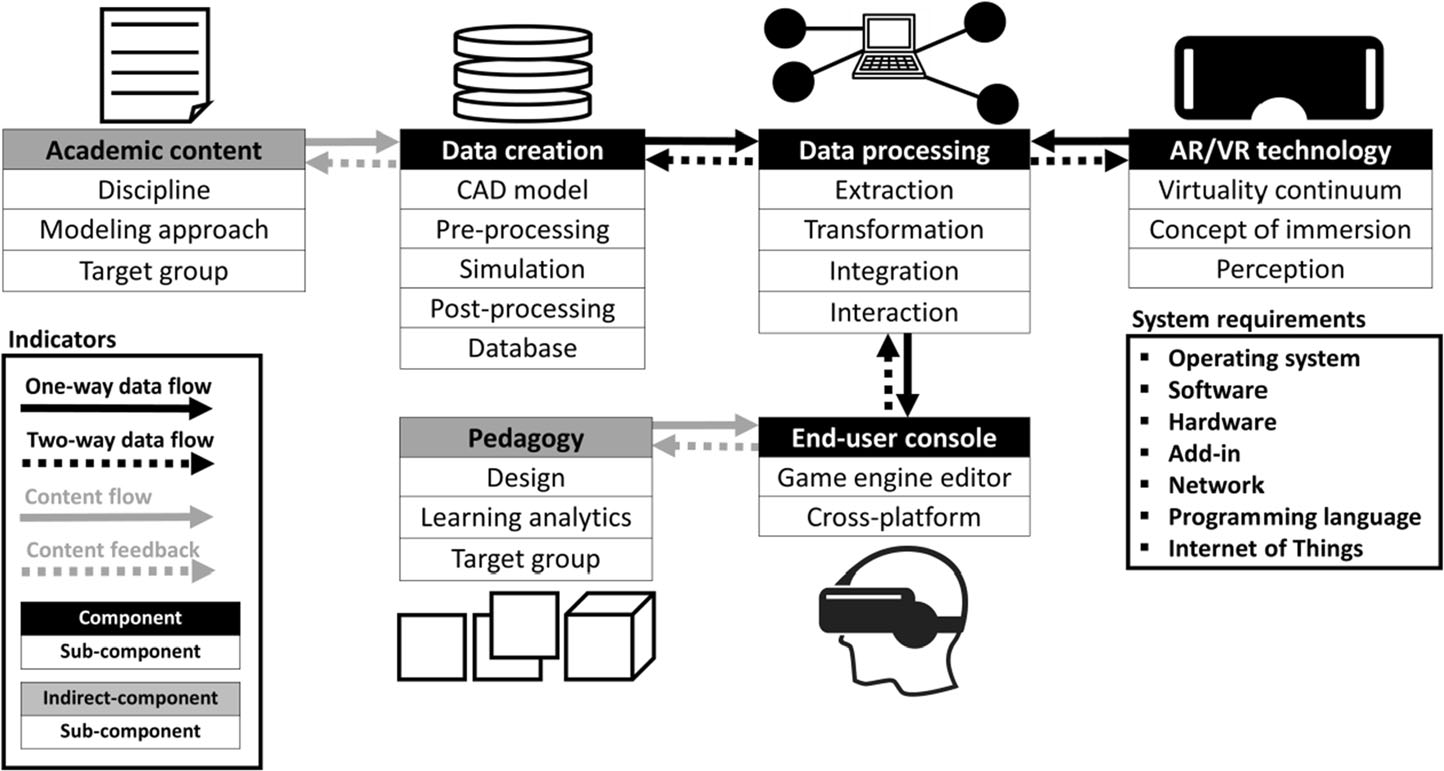 Academic content
Discipline
Modeling approach
Target group
Data creation
CAD model
Pre-processing
Simulation
Post-processing
Database
Data processing
Extraction
Transformation
Integration
Interaction
AR/VR technology
Virtuality continuum
Concept of immersion
Perception
System requirements
▪ Operating system
▪ Software
▪ Hardware
▪ Add-in
▪ Network
▪ Programming language
▪ Internet of Things
Pedagogy
Design
Learning analytics
Target group
End-user console
Game engine editor
Cross-platform
Indicators
One-way data flow
Two-way data flow
Content flow
Content feedback
Component
Sub-component
Indirect-component
Sub-component